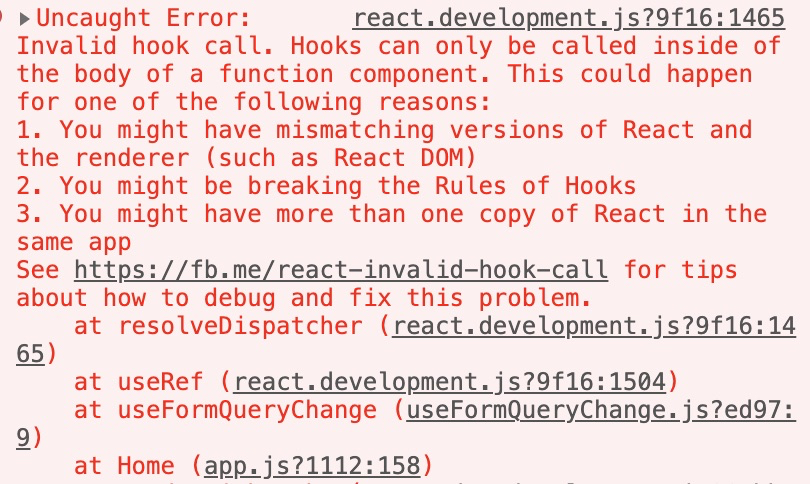 ▶Uncaught Error: react.development.js?9f16:1465
Invalid hook call. Hooks can only be called inside of
the body of a function component. This could happen
for one of the following reasons:
1. You might have mismatching versions of React and
the renderer (such as React DOM)
2. You might be breaking the Rules of Hooks
3. You might have more than one copy of React in the
same app
See https://fb.me/react-invalid-hook-call for tips
about how to debug and fix this problem.
at resolveDispatcher (react.development.js?9f16:14
65)
at useRef (react.development.js?9f16:1504)
at useFormQueryChange (useFormQueryChange.js?ed97:
9)
at Home (app.js?1112:158)